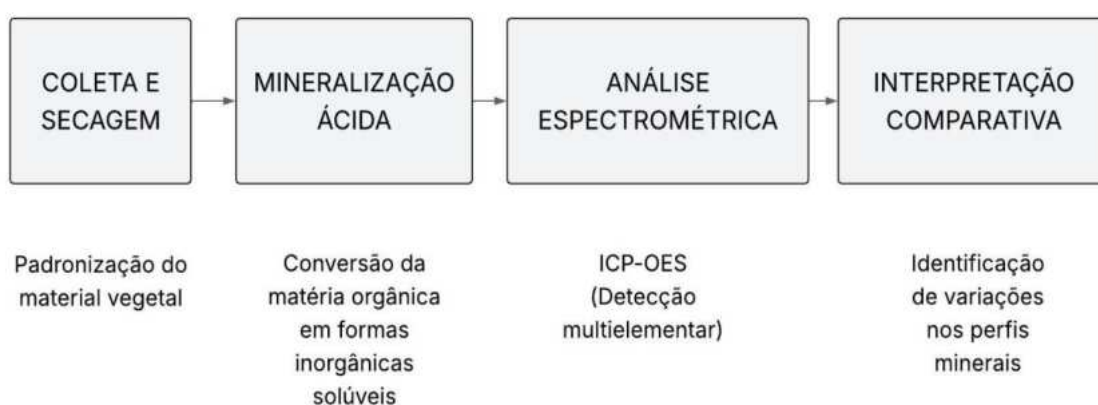 COLETA E
SECAGEM
MINERALIZAÇÃO
ÁCIDA
ANÁLISE
ESPECTROMÉTRICA
INTERPRETAÇÃO
COMPARATIVA
Padronização do
material vegetal
Conversão da
matéria orgânica
em formas
inorgânicas
solúveis
ICP-OES
(Detecção
multielementar)
Identificação
de variações
nos perfis
minerais